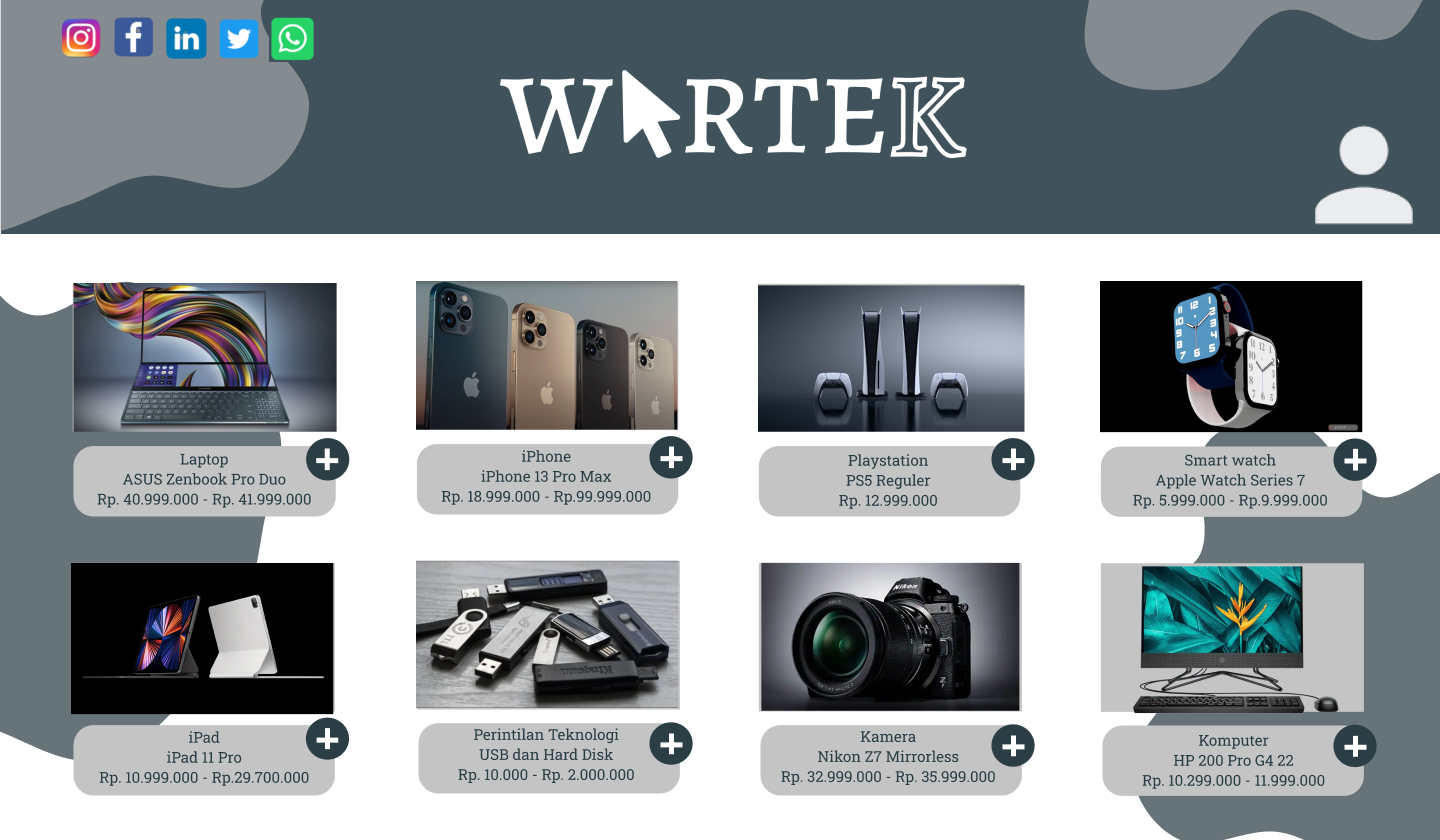 W RTEK
Laptop
ASUS Zenbook Pro Duo
Rp. 40.999.000 - Rp. 41.999.000
iPhone
iPhone 13 Pro Max
Rp. 18.999.000 - Rp.99.999.000
Playstation
PS5 Reguler
Rp. 12.999.000
Smart watch
Apple Watch Series 7
Rp. 5.999.000 - Rp.9.999.000
Nikon
Z 7
Kingston
iPad
iPad 11 Pro
Rp. 10.999.000 - Rp.29.700.000
Perintilan Teknologi
USB dan Hard Disk
Rp. 10.000 - Rp. 2.000.000
Kamera
Nikon Z7 Mirrorless
Rp. 32.999.000 - Rp. 35.999.000
Komputer
HP 200 Pro G4 22
Rp. 10.299.000 - 11.999.000